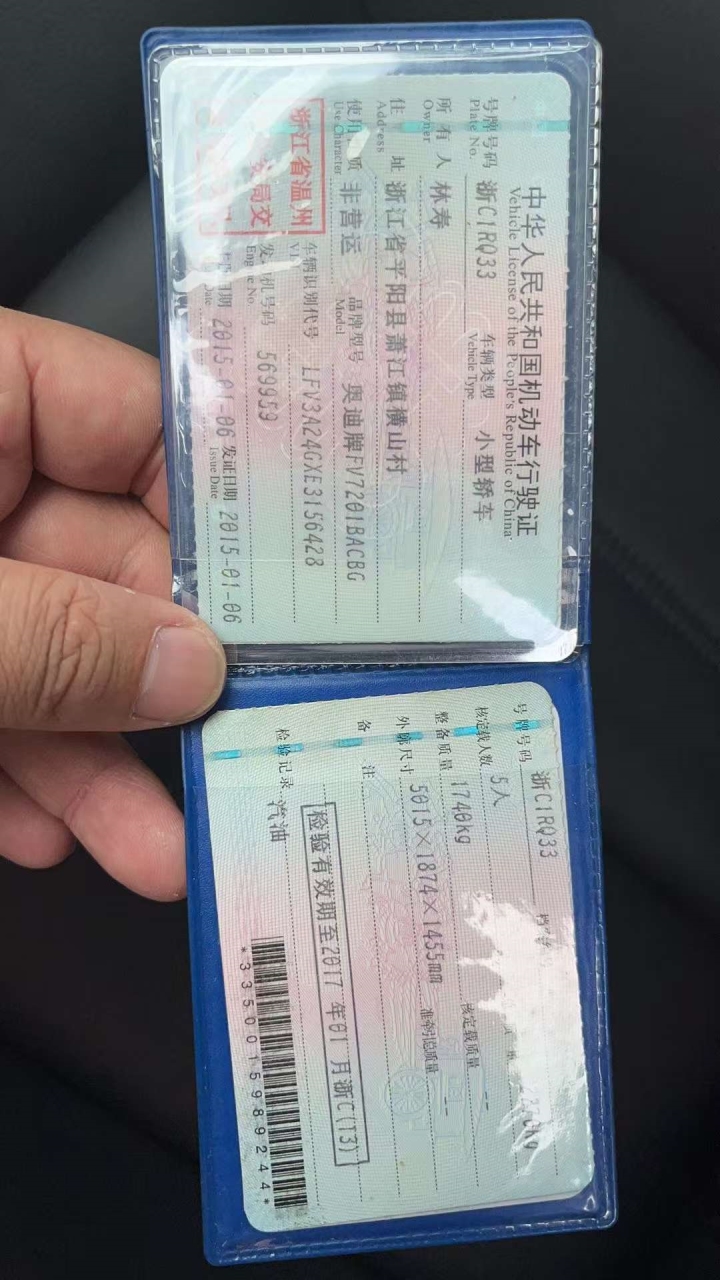 中华人民共和国机动车行驶证
Vehicle License of the People's Republic of China
号牌号码 浙C1RQ33 车辆类型 小型轿车
Plate No. Vehicle Type
所有人 林寿
Owner
住址 浙江省平阳县萧江镇横山村
Address
使用 质 非营运 品牌型号 奥迪牌FV7201BACBG
Use Character Model
浙江省温州
局交
车辆识别代号 LFV3A24GXE3156428
发 机号码 569959
Engine No.
日期 2015-01-06 发证日期 2015-01-06
Date Issue Date
号牌号码 浙C1RQ33
核定载人数 5人
整备质量 1740kg 核定载质量 --
外廓尺寸 5015×1874×1455mm 准牵引总质量 --
备注
检验有效期至2017年01月浙C(13)
检验记录 汽油
*3350015989244*